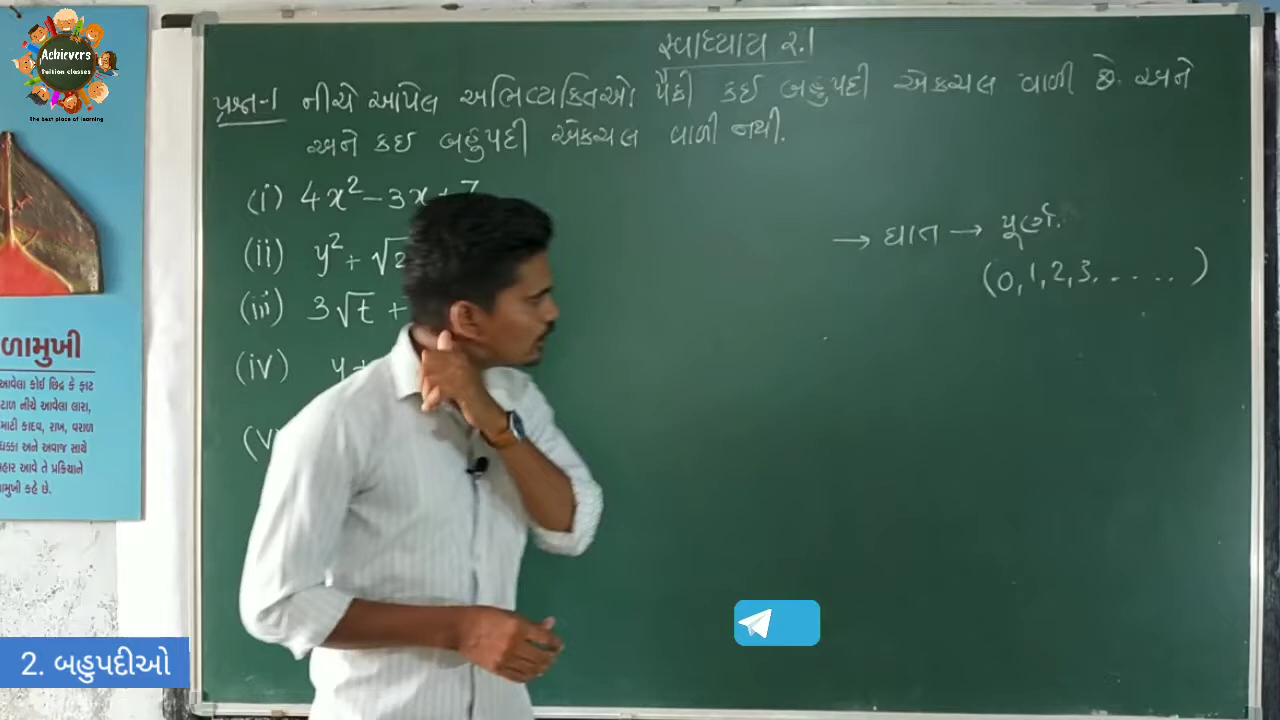 Achievers
Tuition classes
The best place of learning
સ્વાધ્યાય ૨.1
પ્રશ્ન-1 નીચે આપેલ અભિવ્યક્તિઓ પૈકી કઈ બહુપદી એકચલ વાળી છે. અને
અને કઈ બહુપદી એકચલ વાળી નથી.
(i) 4x² - 3x + 7
(ii) y² + √2
(iii) 3√t +
(iv) y +
(v)
→ ઘાત → પૂર્ણ.
(0, 1, 2, 3, . . . . . )
ળામુખી
આવેલા કોઈ છિદ્ર કે ફાટ
ટાળ નીચે આવેલા લારા,
માટી કાદવ, રાખ, વરાળ
ધક્કા અને અવાજ સાથે
હાર આવે તે પ્રક્રિયાને
ામુખી કહે છે.
2. બહુપદીઓ